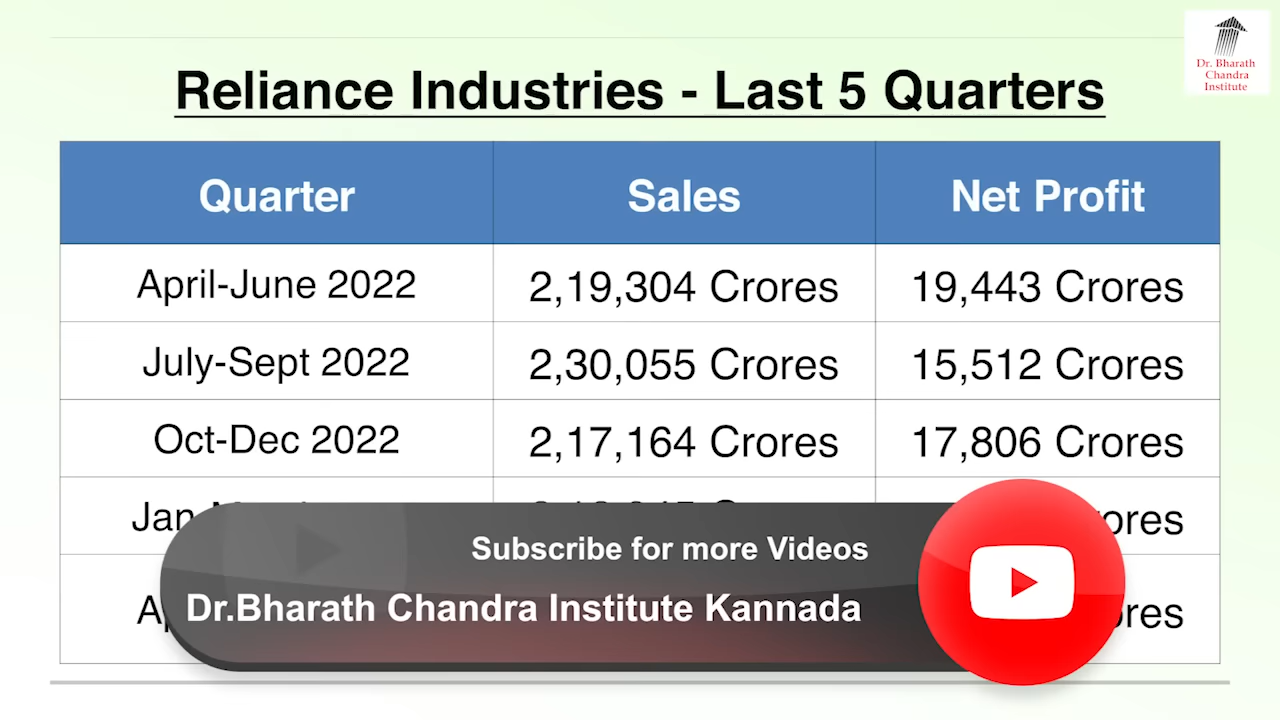 Dr. Bharath
Chandra
Institute
Reliance Industries - Last 5 Quarters
Quarter Sales Net Profit
April-June 2022 2,19,304 Crores 19,443 Crores
July-Sept 2022 2,30,055 Crores 15,512 Crores
Oct-Dec 2022 2,17,164 Crores 17,806 Crores
Subscribe for more Videos
Dr.Bharath Chandra Institute Kannada